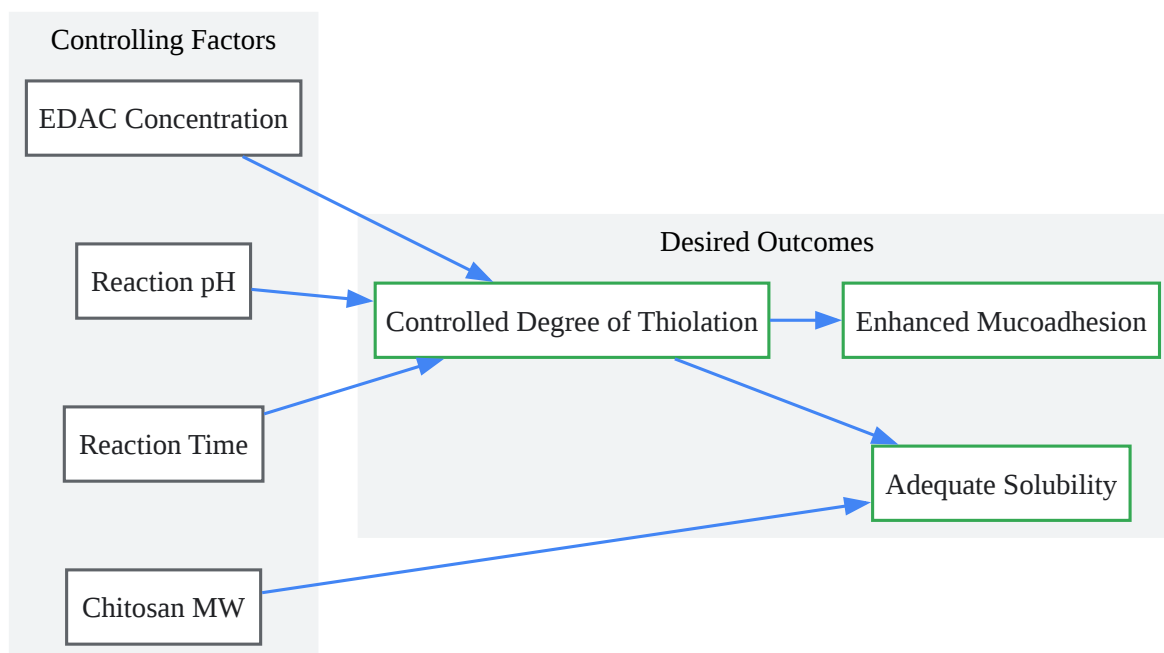 Controlling Factors
EDAC Concentration
Reaction pH
Reaction Time
Chitosan MW
Desired Outcomes
Controlled Degree of Thiolation
Enhanced Mucoadhesion
Adequate Solubility